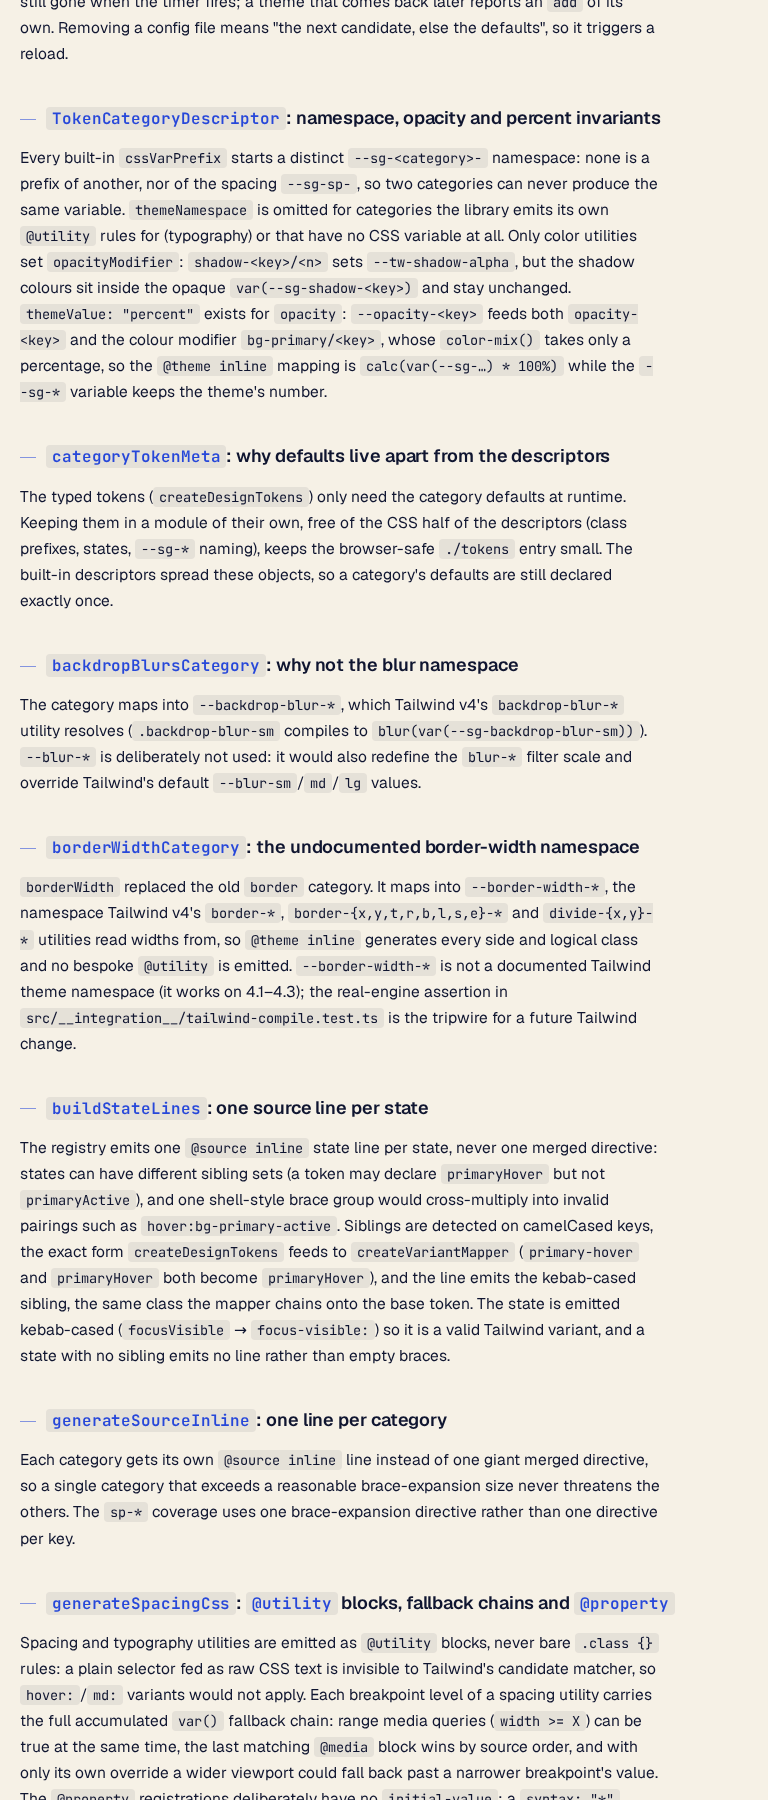 still gone when the timer fires; a theme that comes back later reports an add of its
own. Removing a config file means "the next candidate, else the defaults", so it triggers a
reload.
— TokenCategoryDescriptor: namespace, opacity and percent invariants
Every built-in cssVarPrefix starts a distinct --sg-<category>- namespace: none is a
prefix of another, nor of the spacing --sg-sp-, so two categories can never produce the
same variable. themeNamespace is omitted for categories the library emits its own
@utility rules for (typography) or that have no CSS variable at all. Only color utilities
set opacityModifier: shadow-<key>/<n> sets --tw-shadow-alpha, but the shadow
colours sit inside the opaque var(--sg-shadow-<key>) and stay unchanged.
themeValue: "percent" exists for opacity: --opacity-<key> feeds both opacity-
<key> and the colour modifier bg-primary/<key>, whose color-mix() takes only a
percentage, so the @theme inline mapping is calc(var(--sg-…) * 100%) while the -
-sg-* variable keeps the theme's number.
— categoryTokenMeta: why defaults live apart from the descriptors
The typed tokens (createDesignTokens) only need the category defaults at runtime.
Keeping them in a module of their own, free of the CSS half of the descriptors (class
prefixes, states, --sg-* naming), keeps the browser-safe ./tokens entry small. The
built-in descriptors spread these objects, so a category's defaults are still declared
exactly once.
— backdropBlursCategory: why not the blur namespace
The category maps into --backdrop-blur-*, which Tailwind v4's backdrop-blur-*
utility resolves (.backdrop-blur-sm compiles to blur(var(--sg-backdrop-blur-sm))).
--blur-* is deliberately not used: it would also redefine the blur-* filter scale and
override Tailwind's default --blur-sm/md/lg values.
— borderWidthCategory: the undocumented border-width namespace
borderWidth replaced the old border category. It maps into --border-width-*, the
namespace Tailwind v4's border-*, border-{x,y,t,r,b,l,s,e}-* and divide-{x,y}-
* utilities read widths from, so @theme inline generates every side and logical class
and no bespoke @utility is emitted. --border-width-* is not a documented Tailwind
theme namespace (it works on 4.1–4.3); the real-engine assertion in
src/__integration__/tailwind-compile.test.ts is the tripwire for a future Tailwind
change.
— buildStateLines: one source line per state
The registry emits one @source inline state line per state, never one merged directive:
states can have different sibling sets (a token may declare primaryHover but not
primaryActive), and one shell-style brace group would cross-multiply into invalid
pairings such as hover:bg-primary-active. Siblings are detected on camelCased keys,
the exact form createDesignTokens feeds to createVariantMapper (primary-hover
and primaryHover both become primaryHover), and the line emits the kebab-cased
sibling, the same class the mapper chains onto the base token. The state is emitted
kebab-cased (focusVisible → focus-visible:) so it is a valid Tailwind variant, and a
state with no sibling emits no line rather than empty braces.
— generateSourceInline: one line per category
Each category gets its own @source inline line instead of one giant merged directive,
so a single category that exceeds a reasonable brace-expansion size never threatens the
others. The sp-* coverage uses one brace-expansion directive rather than one directive
per key.
— generateSpacingCss: @utility blocks, fallback chains and @property
Spacing and typography utilities are emitted as @utility blocks, never bare .class {}
rules: a plain selector fed as raw CSS text is invisible to Tailwind's candidate matcher, so
hover:/md: variants would not apply. Each breakpoint level of a spacing utility carries
the full accumulated var() fallback chain: range media queries (width >= X) can be
true at the same time, the last matching @media block wins by source order, and with
only its own override a wider viewport could fall back past a narrower breakpoint's value.
The @property registrations deliberately have no initial-value: a syntax: "*"